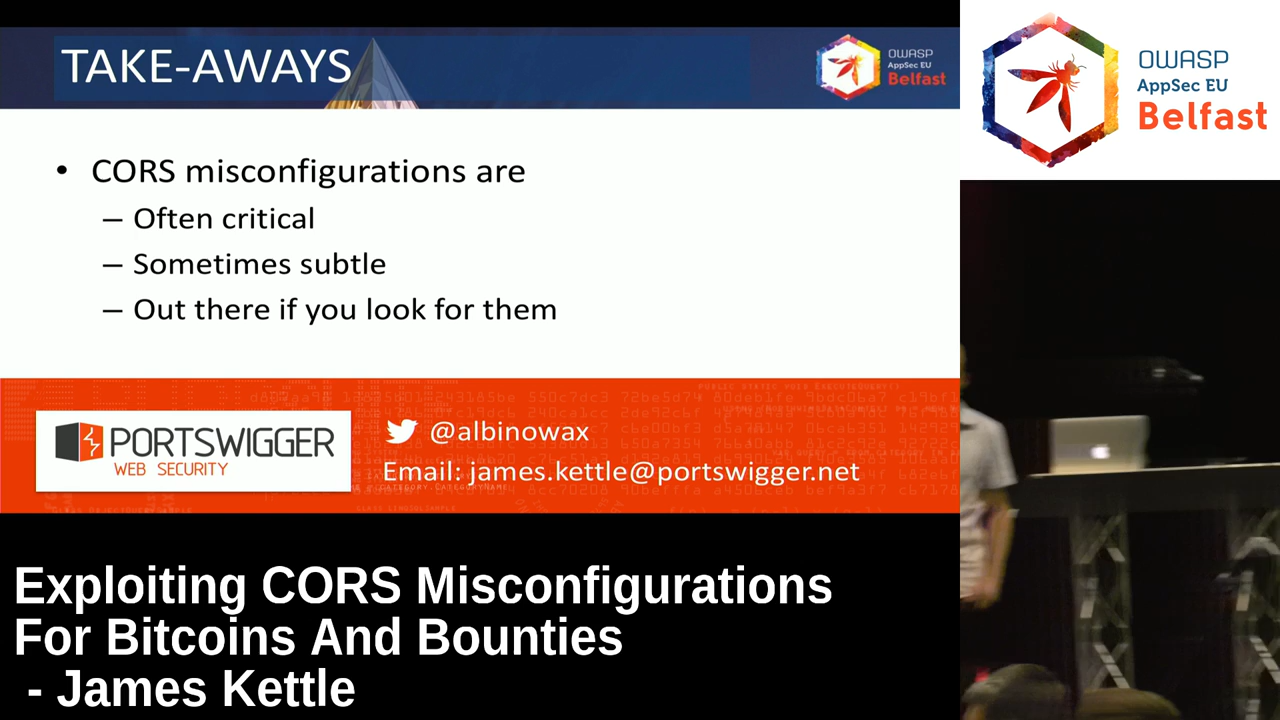 TAKE-AWAYS
OWASP
AppSec EU
Belfast
• CORS misconfigurations are
– Often critical
– Sometimes subtle
– Out there if you look for them
PORTSWIGGER
WEB SECURITY
@albinowax
Email: james.kettle@portswigger.net
OWASP
AppSec EU
Belfast
Exploiting CORS Misconfigurations
For Bitcoins And Bounties
- James Kettle